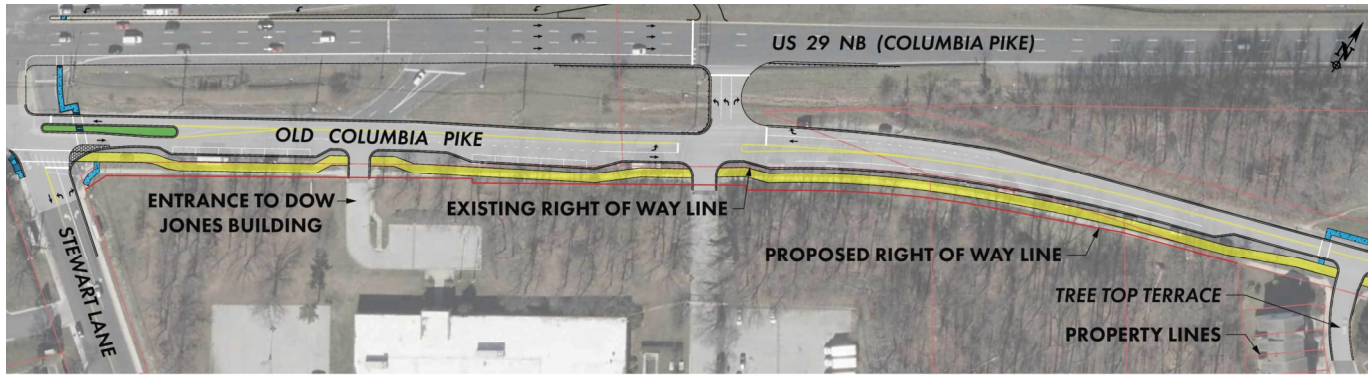 US 29 NB (COLUMBIA PIKE)
N
OLD COLUMBIA PIKE
ENTRANCE TO DOW
JONES BUILDING
EXISTING RIGHT OF WAY LINE
STEWART LANE
PROPOSED RIGHT OF WAY LINE
TREE TOP TERRACE
PROPERTY LINES